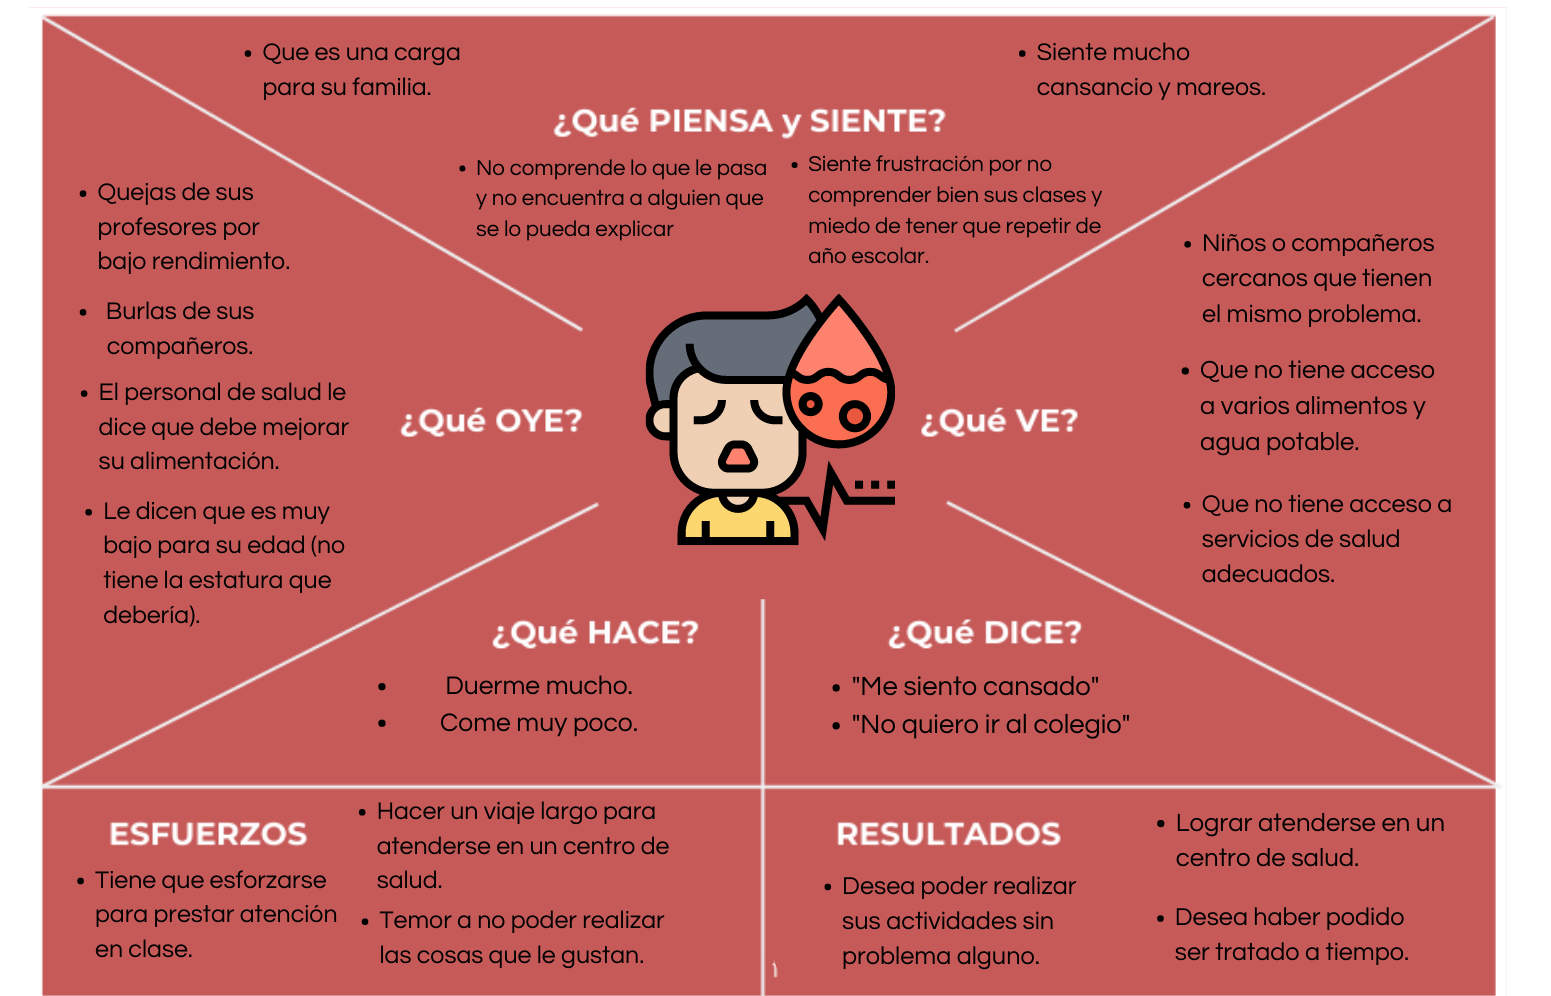 • Que es una carga
para su familia.
• Siente mucho
cansancio y mareos.
¿Qué PIENSA y SIENTE?
• No comprende lo que le pasa
y no encuentra a alguien que
se lo pueda explicar
• Siente frustración por no
comprender bien sus clases y
miedo de tener que repetir de
año escolar.
• Quejas de sus
profesores por
bajo rendimiento.
• Burlas de sus
compañeros.
• El personal de salud le
dice que debe mejorar
su alimentación.
• Le dicen que es muy
bajo para su edad (no
tiene la estatura que
debería).
¿Qué OYE?
¿Qué VE?
• Niños o compañeros
cercanos que tienen
el mismo problema.
• Que no tiene acceso
a varios alimentos y
agua potable.
• Que no tiene acceso a
servicios de salud
adecuados.
¿Qué HACE?
• Duerme mucho.
• Come muy poco.
¿Qué DICE?
• "Me siento cansado"
• "No quiero ir al colegio"
ESFUERZOS
• Tiene que esforzarse
para prestar atención
en clase.
• Hacer un viaje largo para
atenderse en un centro de
salud.
• Temor a no poder realizar
las cosas que le gustan.
RESULTADOS
• Desea poder realizar
sus actividades sin
problema alguno.
• Lograr atenderse en un
centro de salud.
• Desea haber podido
ser tratado a tiempo.